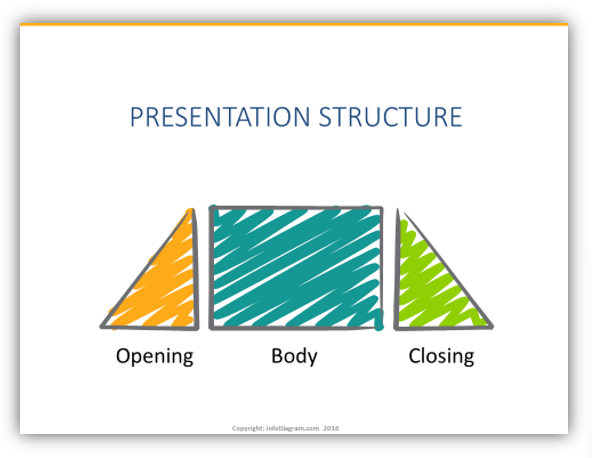 PRESENTATION STRUCTURE
Opening Body Closing
Copyright: infoDiagram.com 2016